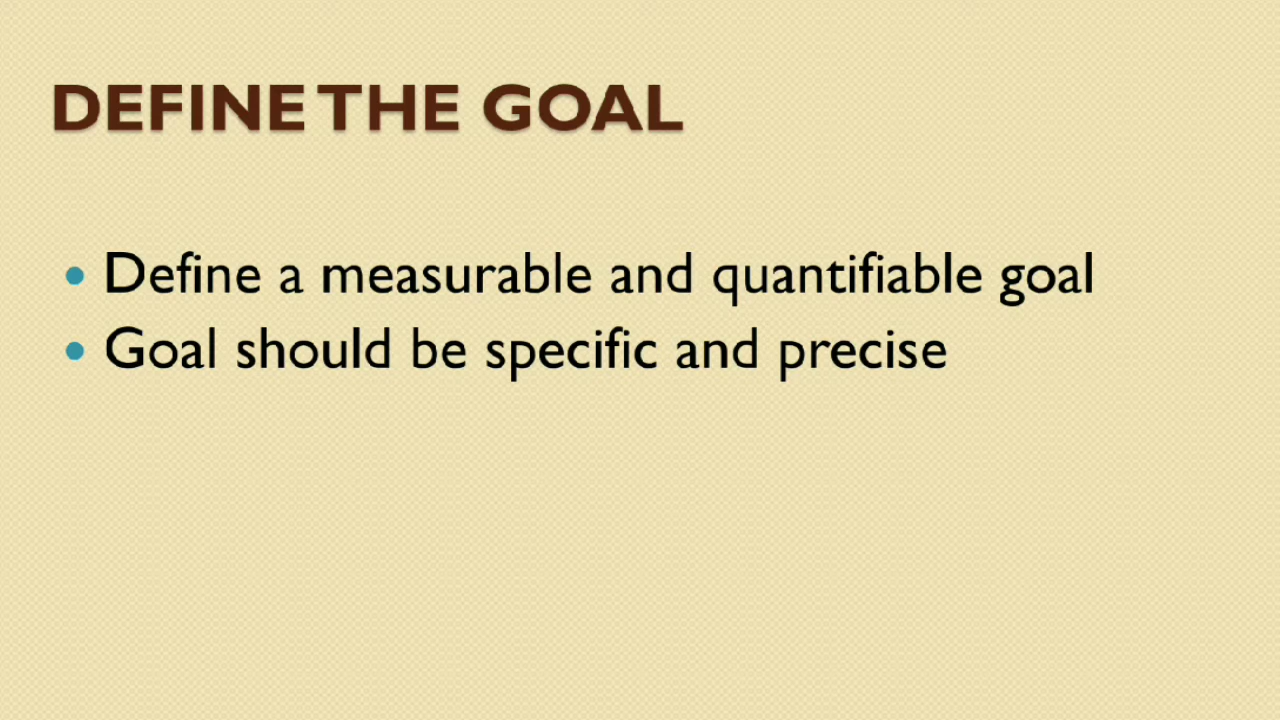 DEFINE THE GOAL
• Define a measurable and quantifiable goal
• Goal should be specific and precise